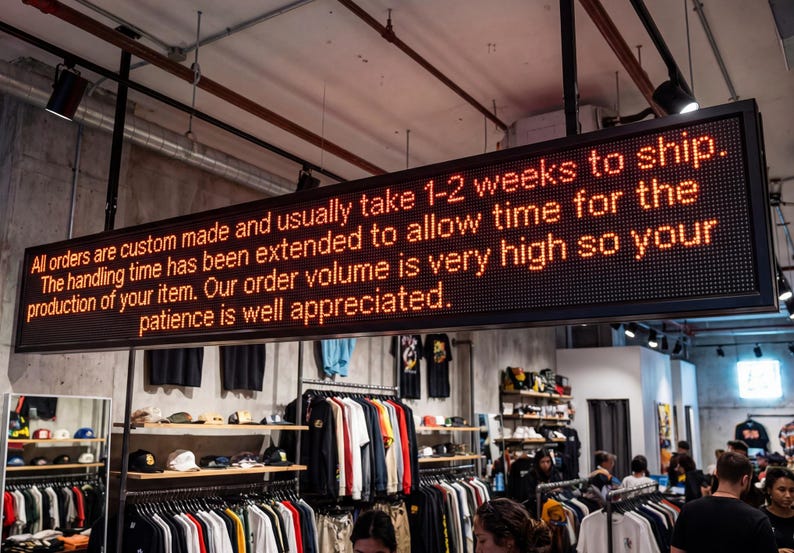 All orders are custom made and usually take 1-2 weeks to ship.
The handling time has been extended to allow time for the
production of your item. Our order volume is very high so your
patience is well appreciated.